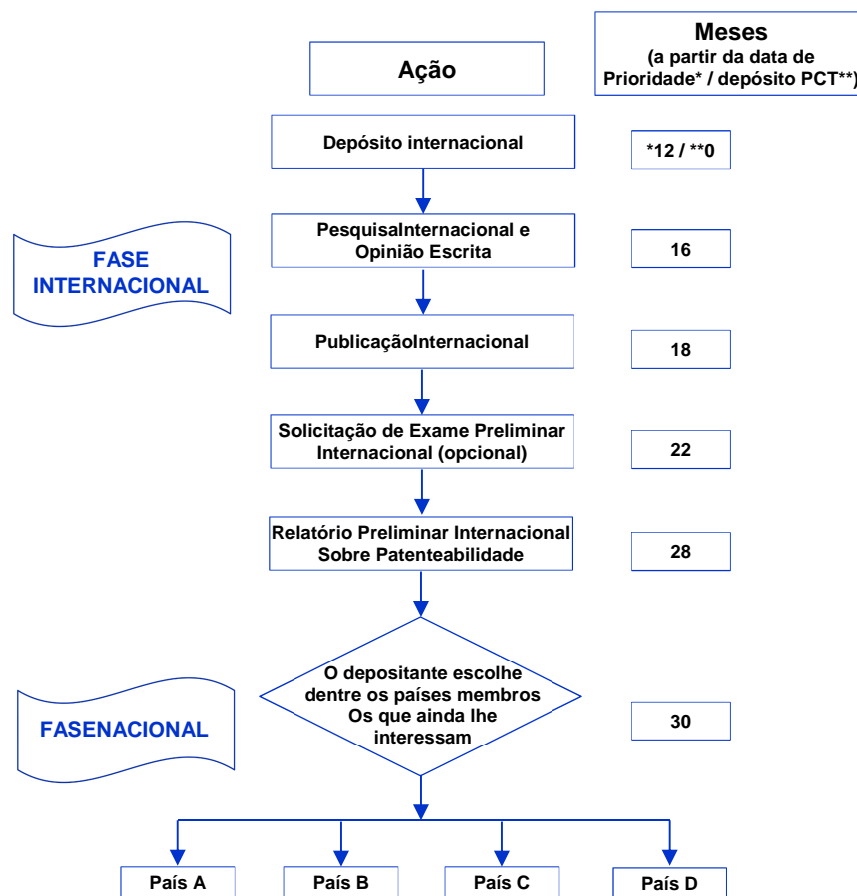 Ação
Meses
(a partir da data de
Prioridade* / depósito PCT**)
Depósito internacional
*12 / **0
FASE
INTERNACIONAL
PesquisaInternacional e
Opinião Escrita
16
PublicaçãoInternacional
18
Solicitação de Exame Preliminar
Internacional (opcional)
22
Relatório Preliminar Internacional
Sobre Patenteabilidade
28
FASENACIONAL
O depositante escolhe
dentre os países membros
Os que ainda lhe
interessam
30
País A
País B
País C
País D